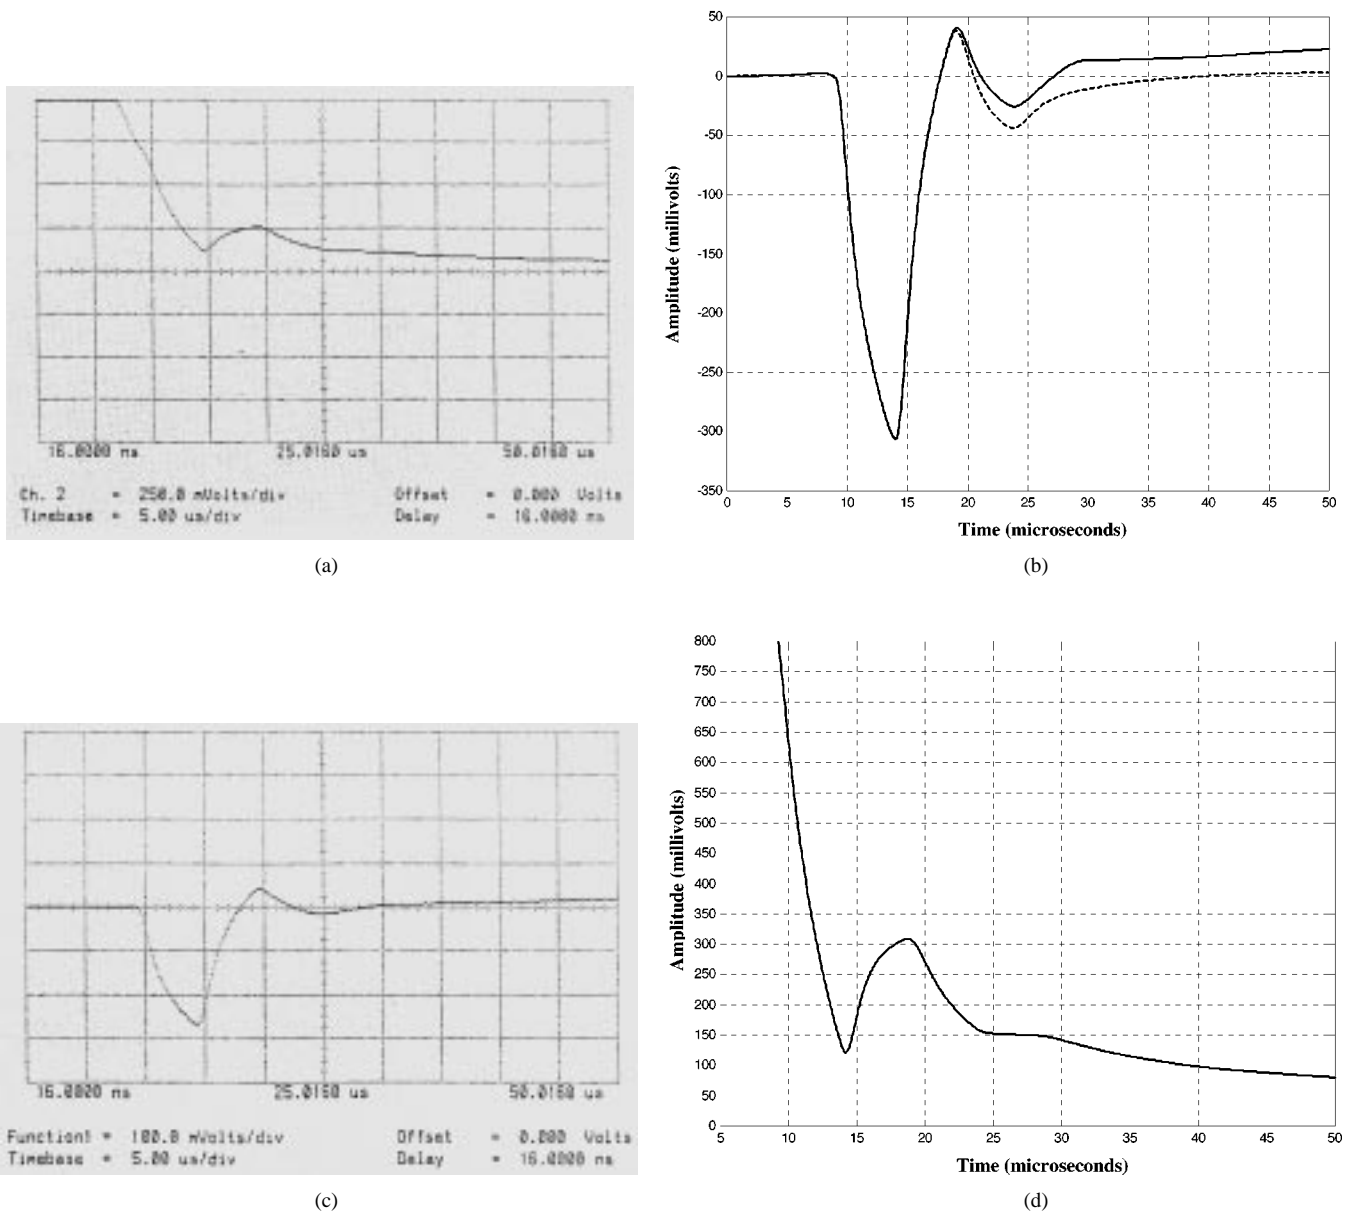 16.0000 ns 25.0160 us 50.0160 us
Ch. 2 = 250.0 mVolts/div Offset = 0.000 Volts
Timebase = 5.00 us/div Delay = 16.0000 ns
(a)
50
0
-50
-100
-150
-200
-250
-300
-350
Amplitude (millivolts)
0 5 10 15 20 25 30 35 40 45 50
Time (microseconds)
(b)
16.0000 ns 25.0160 us 50.0160 us
Function1 = 100.0 mVolts/div Offset = 0.000 Volts
Timebase = 5.00 us/div Delay = 16.0000 ns
(c)
800
750
700
650
600
550
500
450
400
350
300
250
200
150
100
50
0
Amplitude (millivolts)
5 10 15 20 25 30 35 40 45 50
Time (microseconds)
(d)